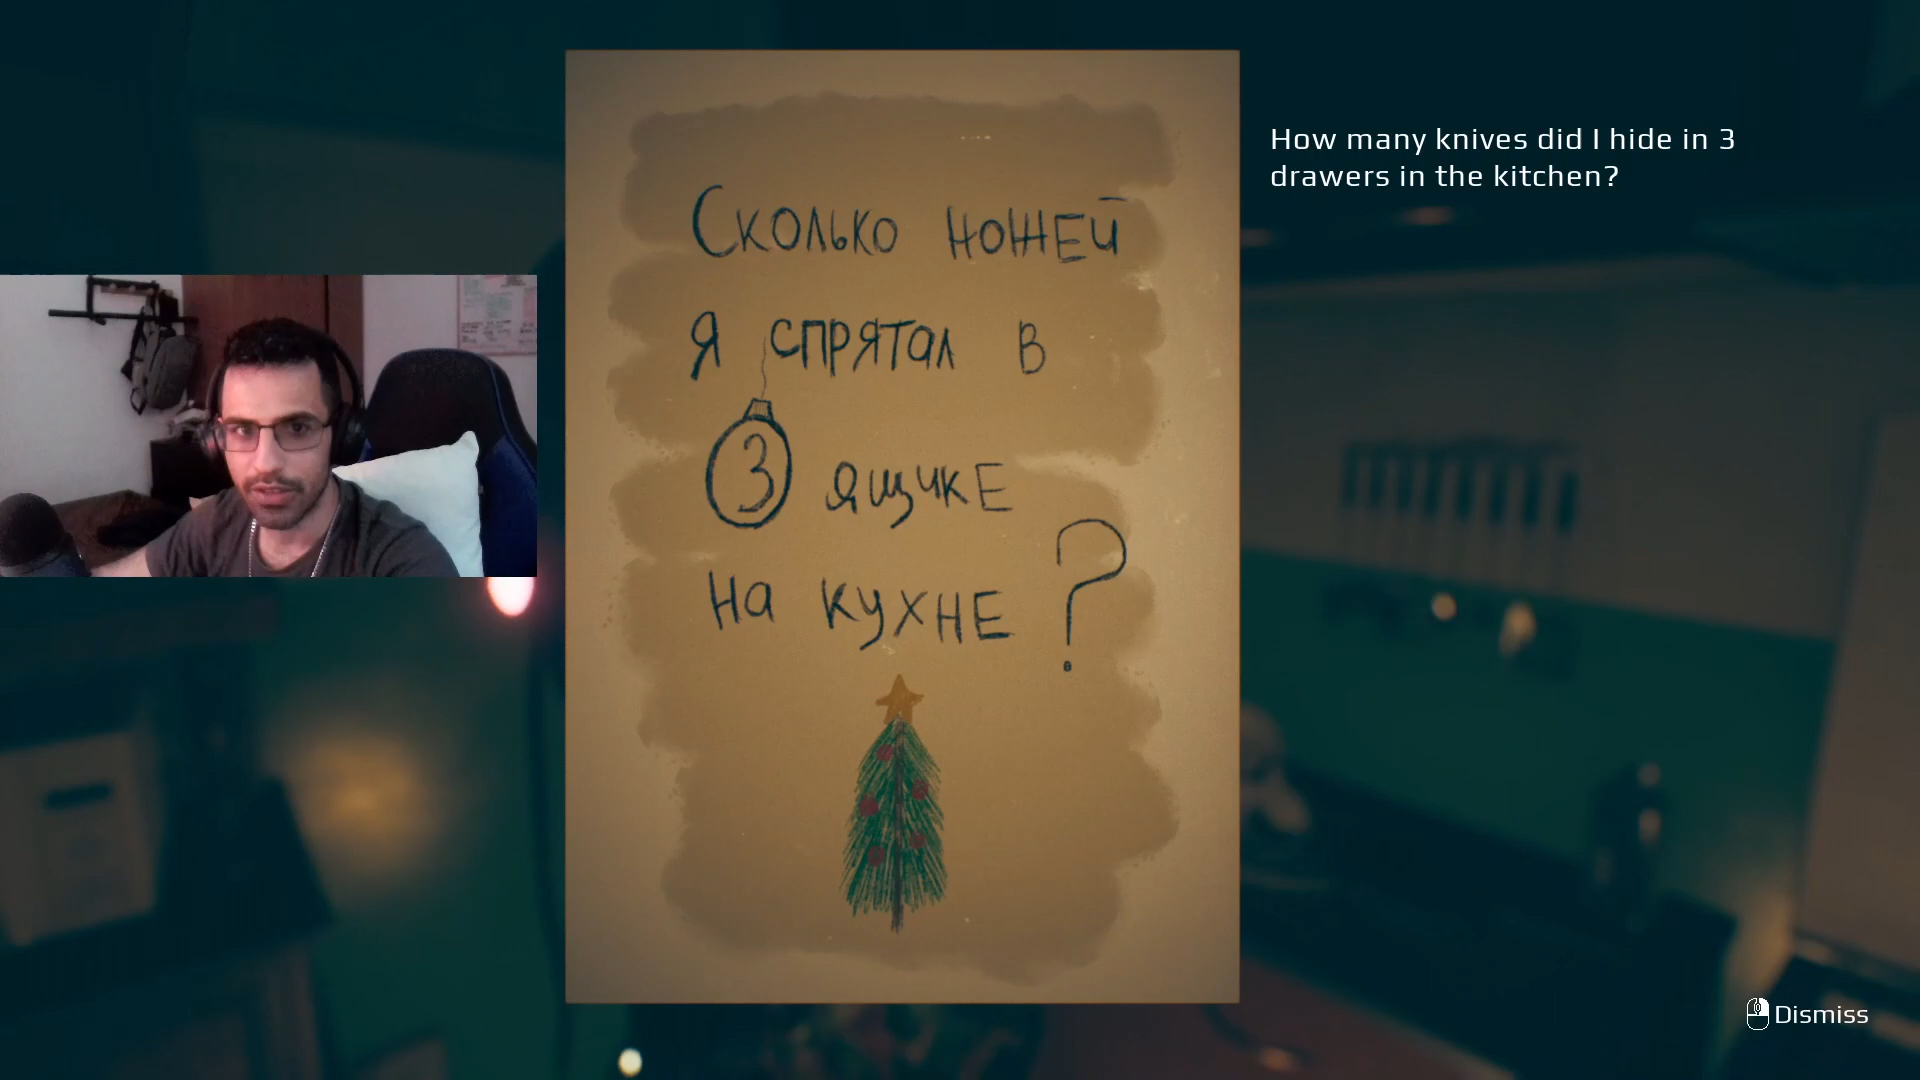 Сколько ножей
я спрятал в
3 ящике
на кухне?
How many knives did I hide in 3
drawers in the kitchen?
Dismiss